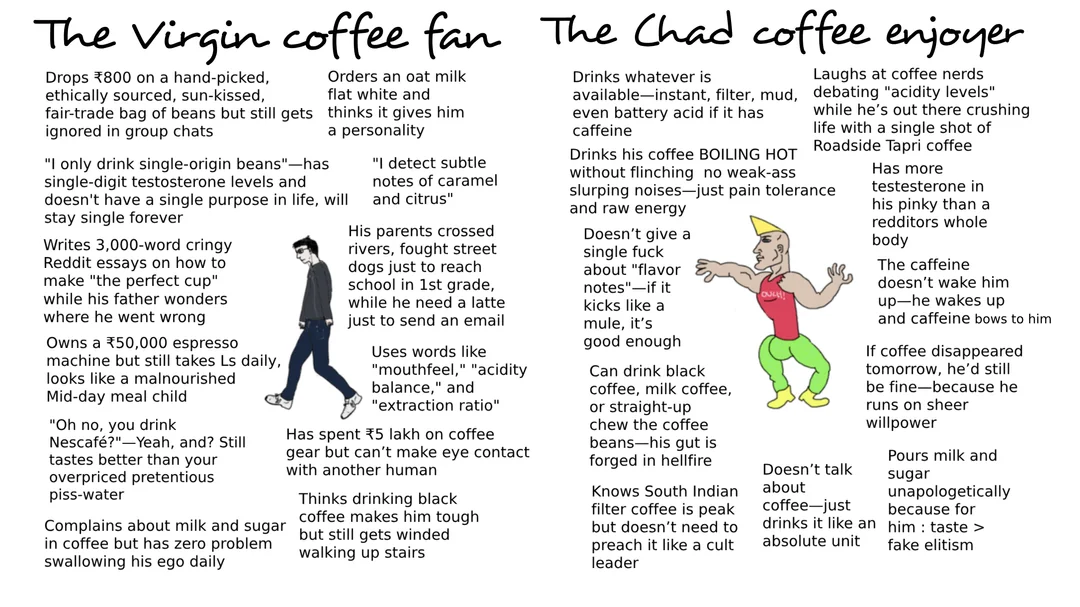 The Virgin coffee fan
Drops ₹800 on a hand-picked,
ethically sourced, sun-kissed,
fair-trade bag of beans but still gets
ignored in group chats
Orders an oat milk
flat white and
thinks it gives him
a personality
"I only drink single-origin beans"—has
single-digit testosterone levels and
doesn't have a single purpose in life, will
stay single forever
"I detect subtle
notes of caramel
and citrus"
Writes 3,000-word cringy
Reddit essays on how to
make "the perfect cup"
while his father wonders
where he went wrong
His parents crossed
rivers, fought street
dogs just to reach
school in 1st grade,
while he need a latte
just to send an email
Owns a ₹50,000 espresso
machine but still takes Ls daily,
looks like a malnourished
Mid-day meal child
Uses words like
"mouthfeel," "acidity
balance," and
"extraction ratio"
"Oh no, you drink
Nescafé?"—Yeah, and? Still
tastes better than your
overpriced pretentious
piss-water
Has spent ₹5 lakh on coffee
gear but can't make eye contact
with another human
Thinks drinking black
coffee makes him tough
but still gets winded
walking up stairs
Complains about milk and sugar
in coffee but has zero problem
swallowing his ego daily
The Chad coffee enjoyer
Drinks whatever is
available—instant, filter, mud,
even battery acid if it has
caffeine
Laughs at coffee nerds
debating "acidity levels"
while he's out there crushing
life with a single shot of
Roadside Tapri coffee
Drinks his coffee BOILING HOT
without flinching  no weak-ass
slurping noises—just pain tolerance
and raw energy
Has more
testesterone in
his pinky than a
redditors whole
body
Doesn't give a
single fuck
about "flavor
notes"—if it
kicks like a
mule, it's
good enough
The caffeine
doesn't wake him
up—he wakes up
and caffeine bows to him
Can drink black
coffee, milk coffee,
or straight-up
chew the coffee
beans—his gut is
forged in hellfire
If coffee disappeared
tomorrow, he'd still
be fine—because he
runs on sheer
willpower
Knows South Indian
filter coffee is peak
but doesn't need to
preach it like a cult
leader
Doesn't talk
about
coffee—just
drinks it like an
absolute unit
Pours milk and
sugar
unapologetically
because for
him : taste >
fake elitism